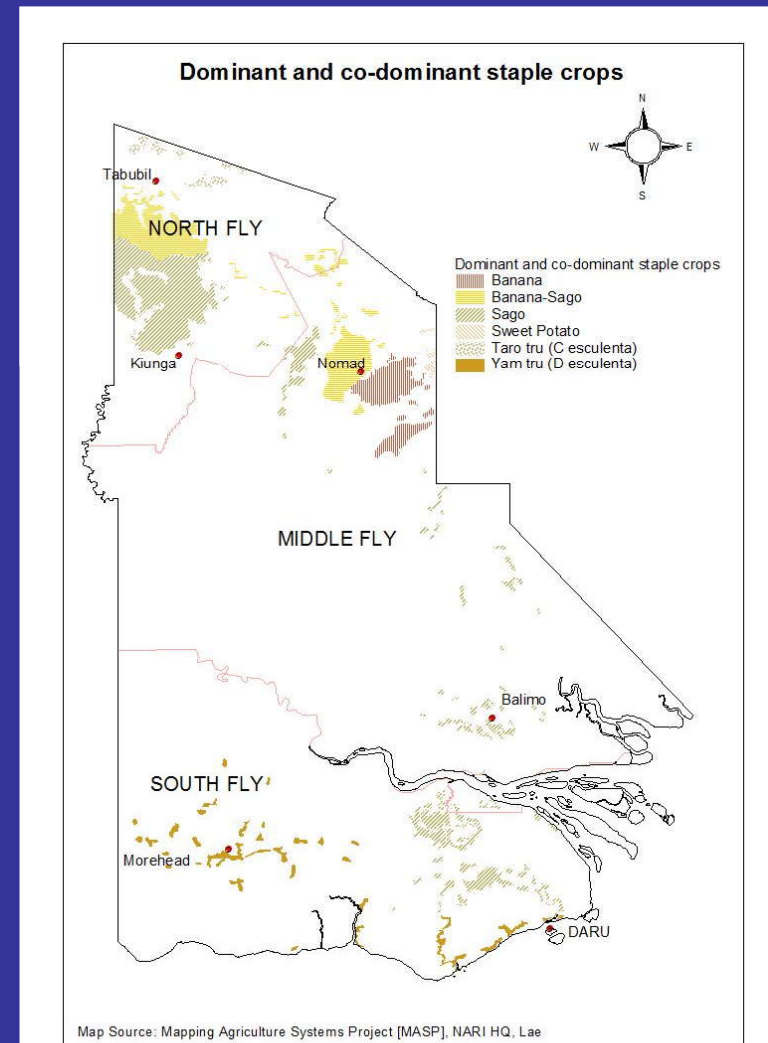 Dominant and co-dominant staple crops
N
W E
S
Tabubil
NORTH FLY
Dominant and co-dominant staple crops
Banana
Banana-Sago
Sago
Sweet Potato
Taro tru (C esculenta)
Yam tru (D esculenta)
Kiunga
Nomad
MIDDLE FLY
Balimo
SOUTH FLY
Morehead
DARU
Map Source: Mapping Agriculture Systems Project [MASP], NARI HQ, Lae